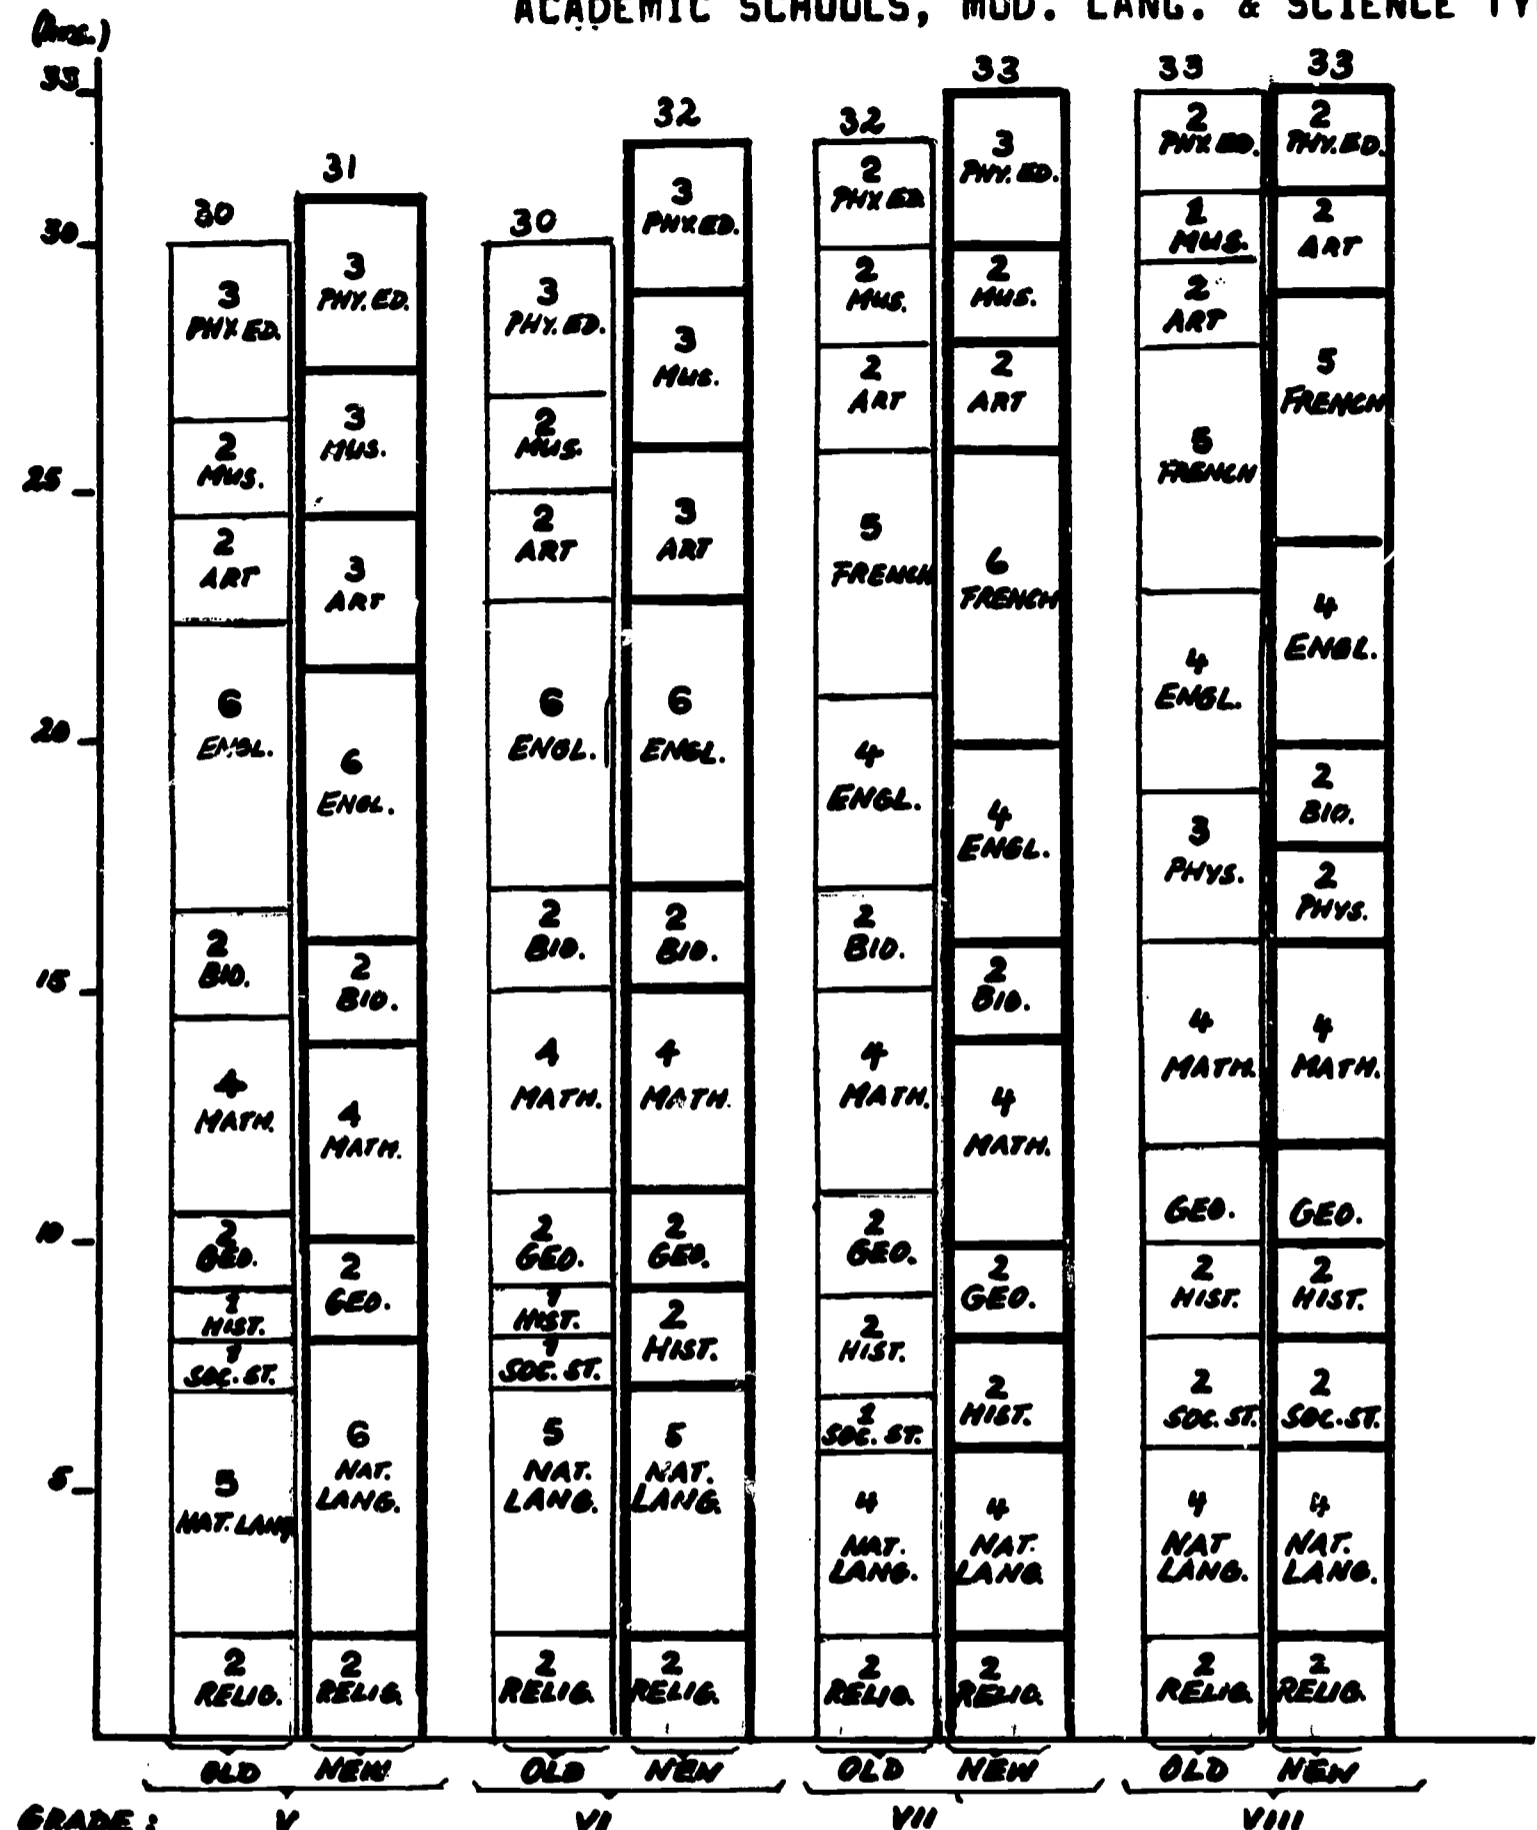 ACADEMIC SCHOOLS, MOD. LANG. & SCIENCE TY
(hrs.)
33
30
25
20
15
10
5
30
3
PHY.ED.
2
MUS.
2
ART
6
ENGL.
2
BIO.
4
MATH.
2
GEO.
1
HIST.
1
SOC.ST.
5
NAT.LANG
2
RELIG.
OLD
31
3
PHY.ED.
3
MUS.
3
ART
6
ENGL.
2
BIO.
4
MATH.
2
GEO.
6
NAT.
LANG.
2
RELIG.
NEW
30
3
PHY.ED.
2
MUS.
2
ART
6
ENGL.
2
BIO.
4
MATH.
2
GEO.
1
HIST.
1
SOC.ST.
5
NAT.
LANG.
2
RELIG.
OLD
32
3
PHY.ED.
3
MUS.
3
ART
6
ENGL.
2
BIO.
4
MATH.
2
GEO.
2
HIST.
5
NAT.
LANG.
2
RELIG.
NEW
32
2
PHY.ED.
2
MUS.
2
ART
5
FRENCH
4
ENGL.
2
BIO.
4
MATH.
2
GEO.
2
HIST.
1
SOC. ST.
4
NAT.
LANG.
2
RELIG.
OLD
33
3
PHY.ED.
2
MUS.
2
ART
6
FRENCH
4
ENGL.
2
BIO.
4
MATH.
2
GEO.
2
HIST.
4
NAT.
LANG.
2
RELIG.
NEW
33
2
PHY.ED.
1
MUS.
2
ART
5
FRENCH
4
ENGL.
3
PHYS.
4
MATH.
GEO.
2
HIST.
2
SOC.ST.
4
NAT
LANG.
2
RELIG.
OLD
33
2
PHY.ED.
2
ART
5
FRENCH
4
ENGL.
2
BIO.
2
PHYS.
4
MATH.
GEO.
2
HIST.
2
SOC.ST.
4
NAT.
LANG.
2
RELIG.
NEW
GRADE: V VI VII VIII